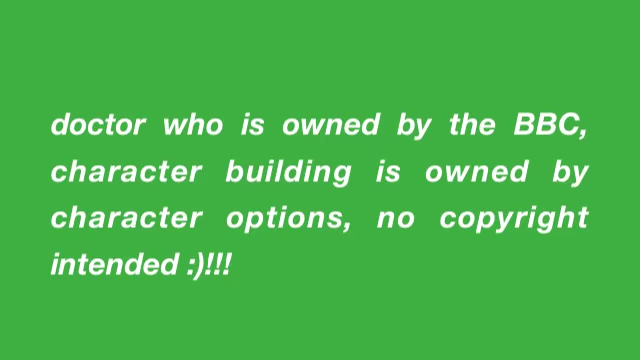 doctor who is owned by the BBC,
character building is owned by
character options, no copyright
intended :)!!!